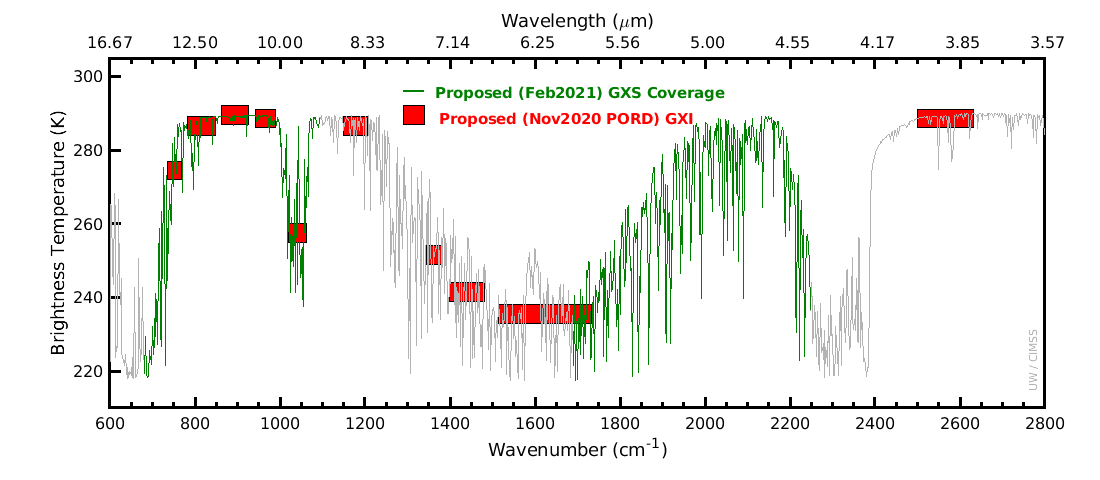 Wavelength (μm)
16.67 12.50 10.00 8.33 7.14 6.25 5.56 5.00 4.55 4.17 3.85 3.57
Brightness Temperature (K)
300
280
260
240
220
Proposed (Feb2021) GXS Coverage
Proposed (Nov2020 PORD) GXI
UW / CIMSS
600 800 1000 1200 1400 1600 1800 2000 2200 2400 2600 2800
Wavenumber (cm⁻¹)